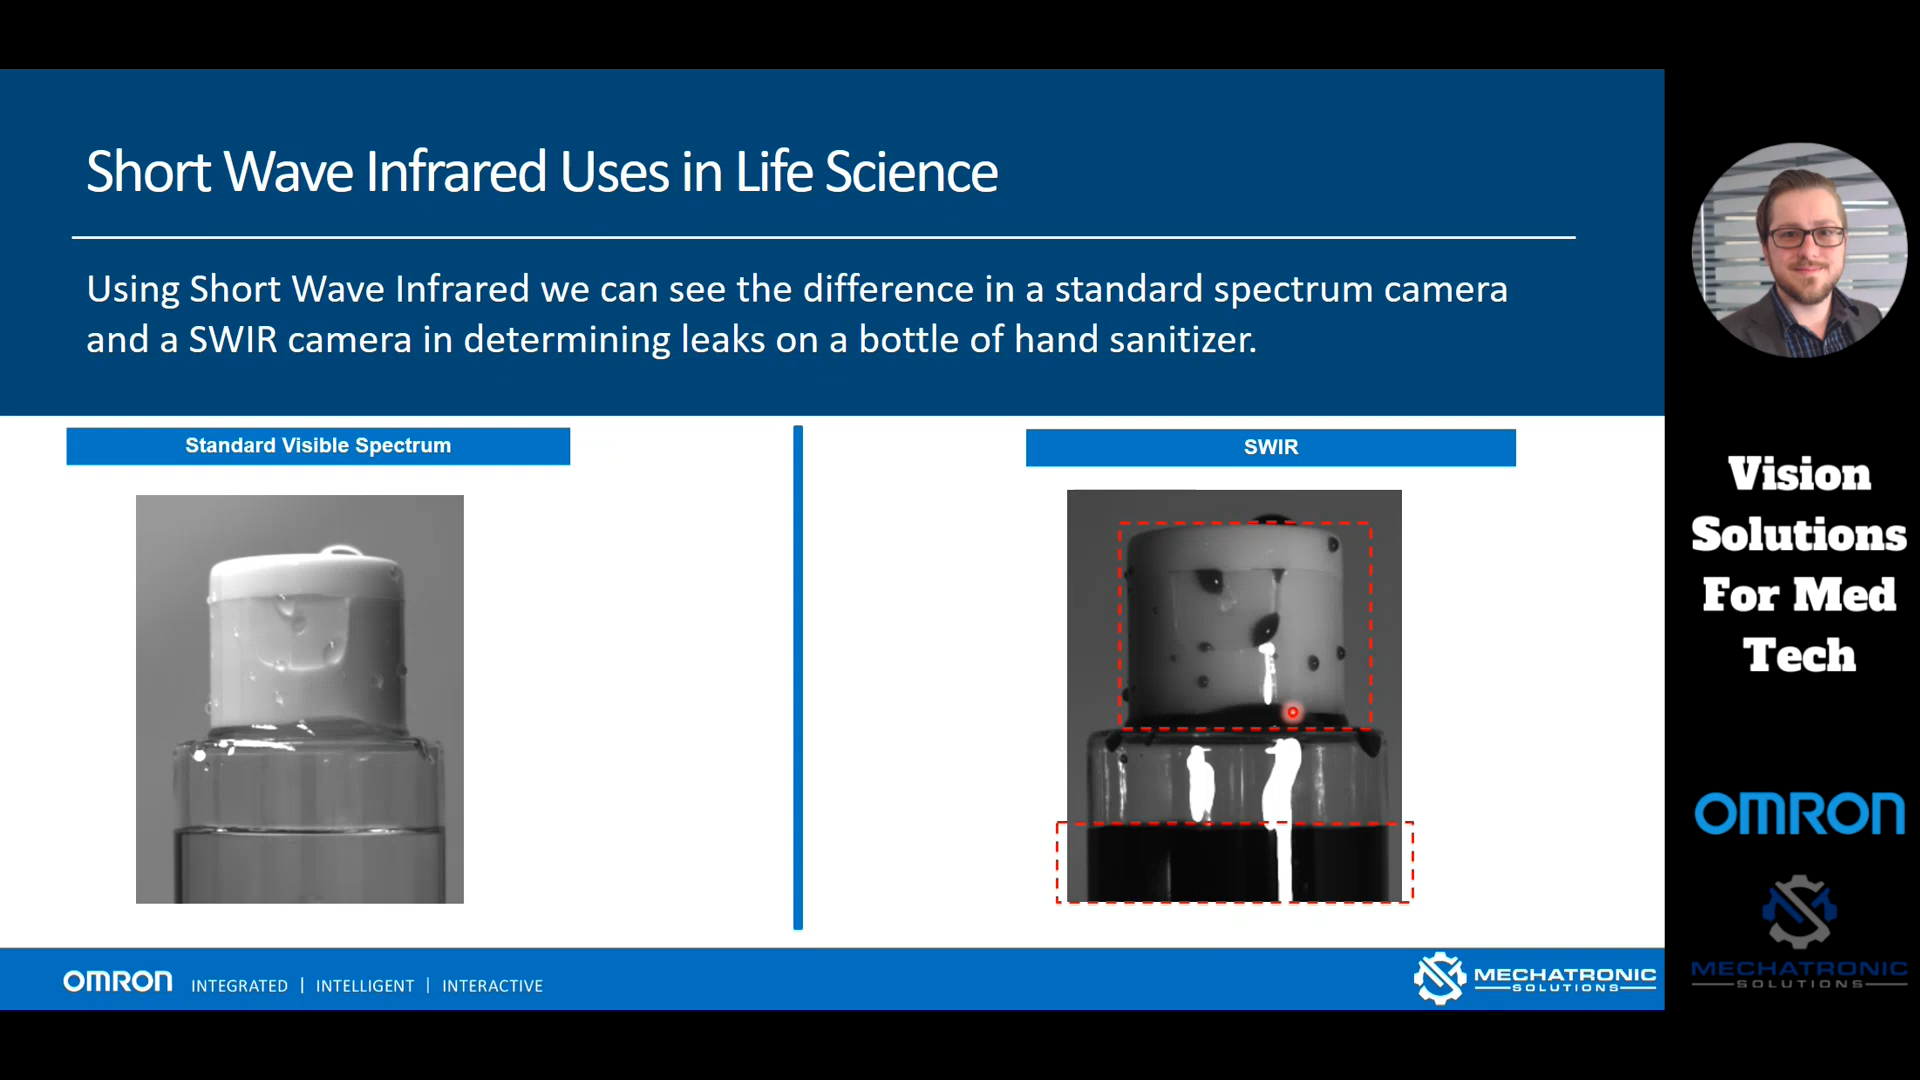 Short Wave Infrared Uses in Life Science
Using Short Wave Infrared we can see the difference in a standard spectrum camera
and a SWIR camera in determining leaks on a bottle of hand sanitizer.
Standard Visible Spectrum
SWIR
OMRON INTEGRATED | INTELLIGENT | INTERACTIVE
MECHATRONIC
SOLUTIONS
Vision
Solutions
For Med
Tech
OMRON
MECHATRONIC
SOLUTIONS